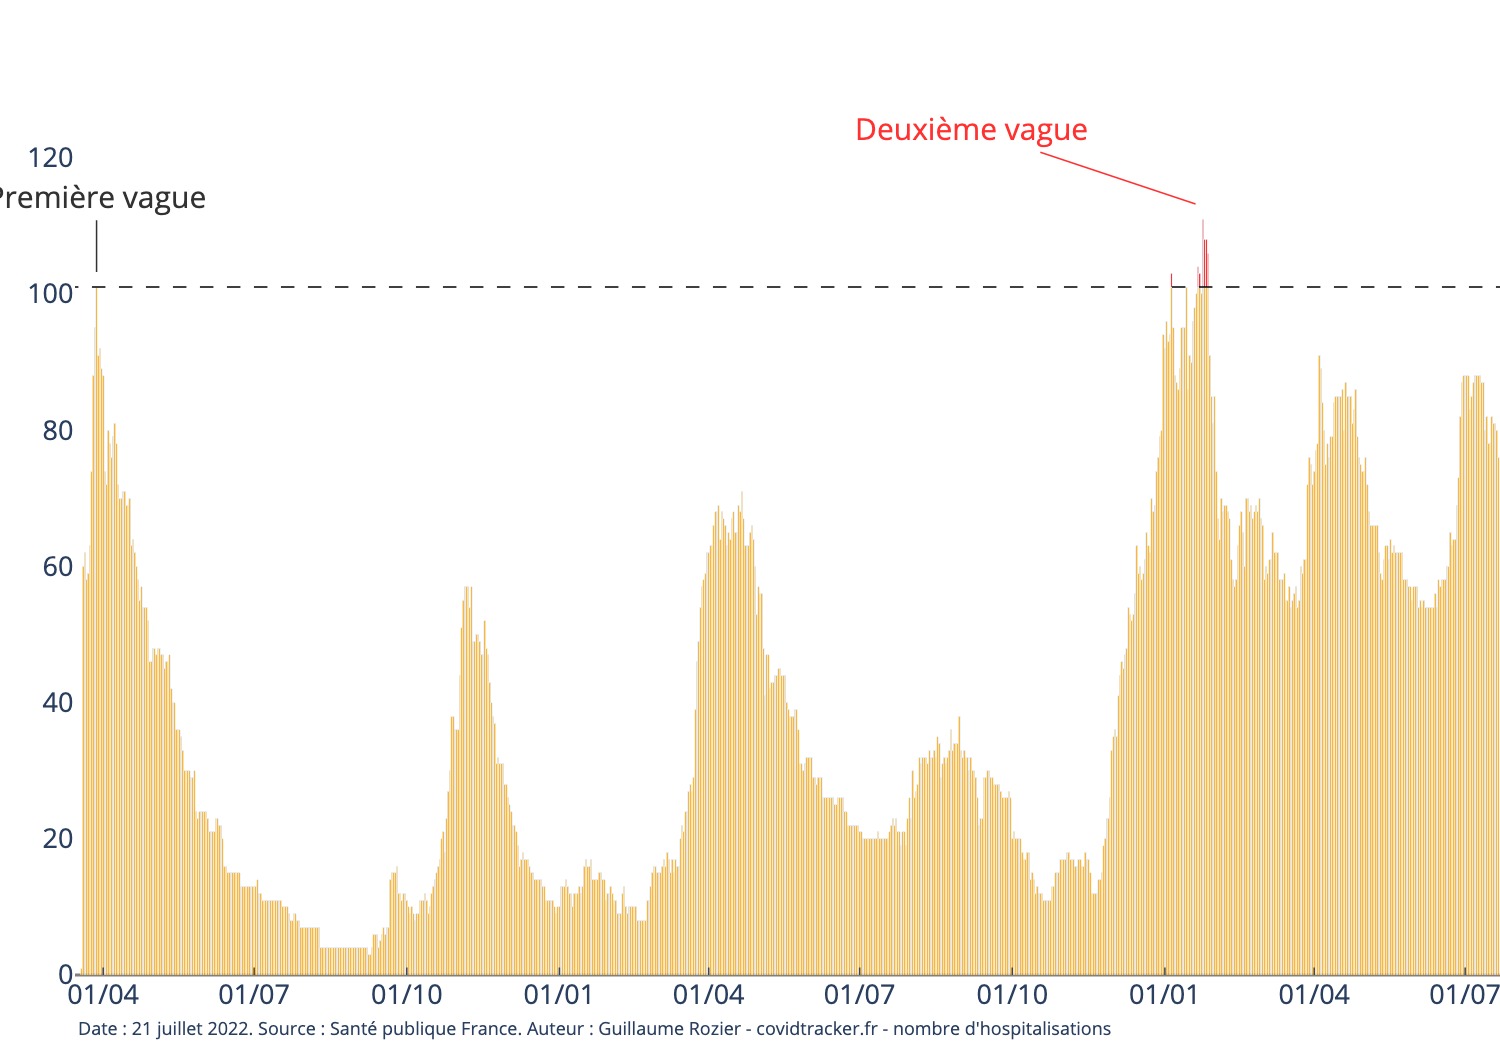 Deuxième vague
120
Première vague
100
80
60
40
20
0
01/04 01/07 01/10 01/01 01/04 01/07 01/10 01/01 01/04 01/07
Date : 21 juillet 2022. Source : Santé publique France. Auteur : Guillaume Rozier - covidtracker.fr - nombre d'hospitalisations